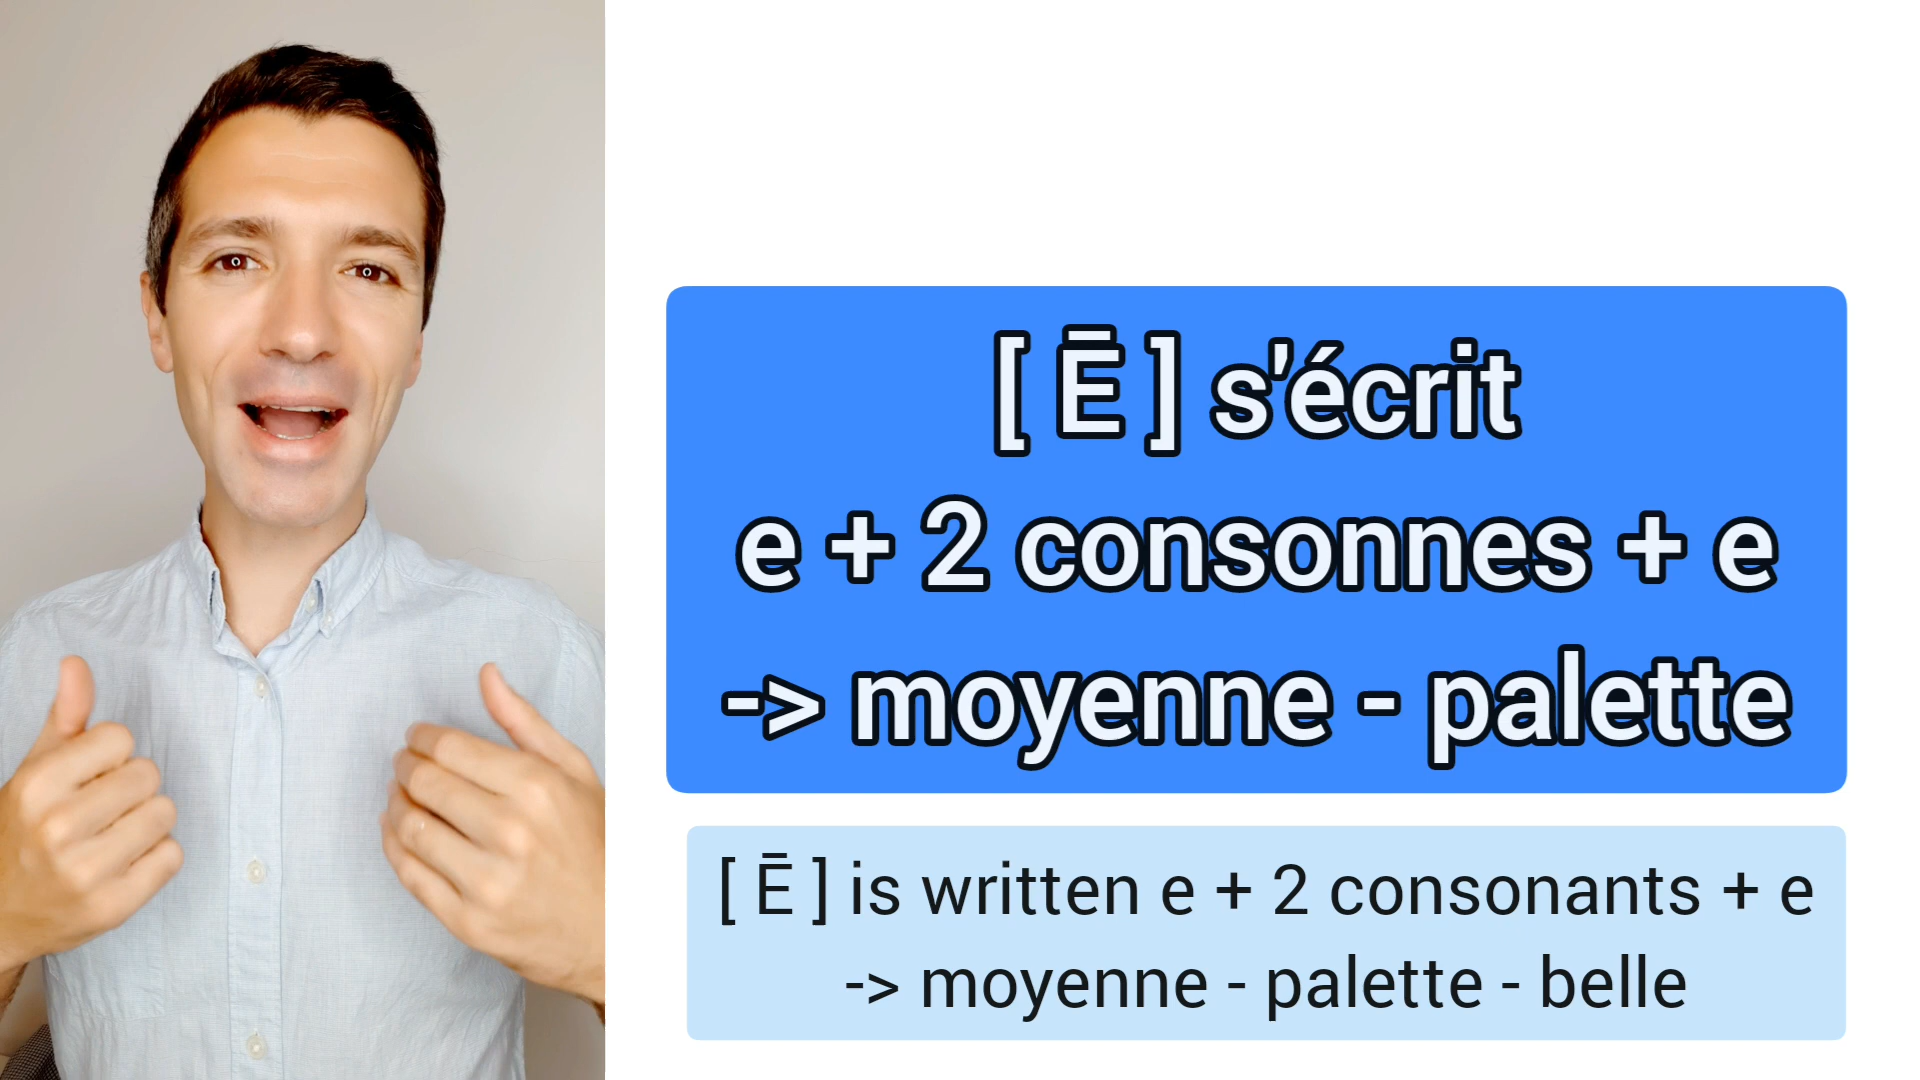 [ Ē ] s'écrit
e + 2 consonnes + e
-> moyenne - palette
[ Ē ] is written e + 2 consonants + e
-> moyenne - palette - belle